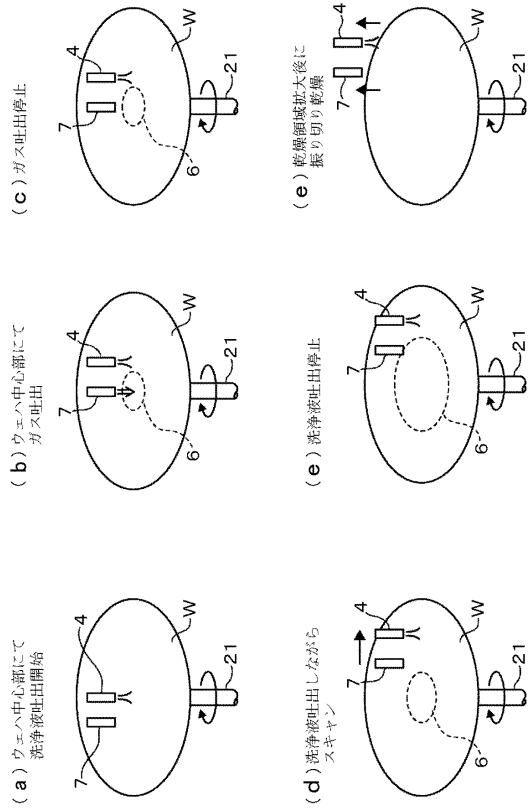 (a)ウェハ中心部にて
洗浄液吐出開始
7
4
W
21
(b)ウェハ中心部にて
ガス吐出
7
4
W
6
21
(c)ガス吐出停止
7
4
W
6
21
(d)洗浄液吐出しながら
スキャン
7
4
W
6
21
(e)洗浄液吐出停止
7
4
W
6
21
(e)乾燥領域拡大後に
振り切り乾燥
7
4
W
21